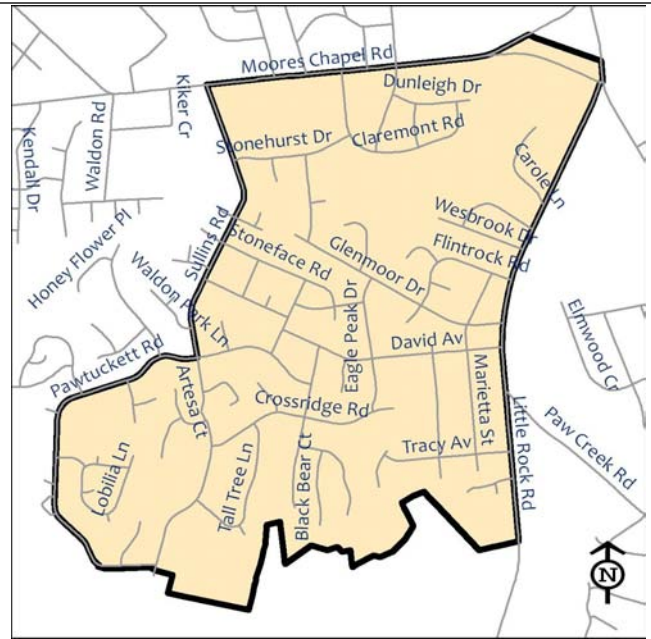 Moores Chapel Rd
Dunleigh Dr
Kiker Cr
Waldon Rd
Kendall Dr
Stonehurst Dr
Claremont Rd
Carole Ln
Honey Flower Pl
Sullins Rd
Wesbrook Dr
Stoneface Rd
Glenmoor Dr
Flintrock Rd
Waldon Park Ln
Eagle Peak Dr
Elmwood Cr
David Av
Pawtuckett Rd
Artesa Ct
Marietta St
Crossridge Rd
Little Rock Rd
Paw Creek Rd
Tracy Av
Lobilia Ln
Tall Tree Ln
Black Bear Ct
N